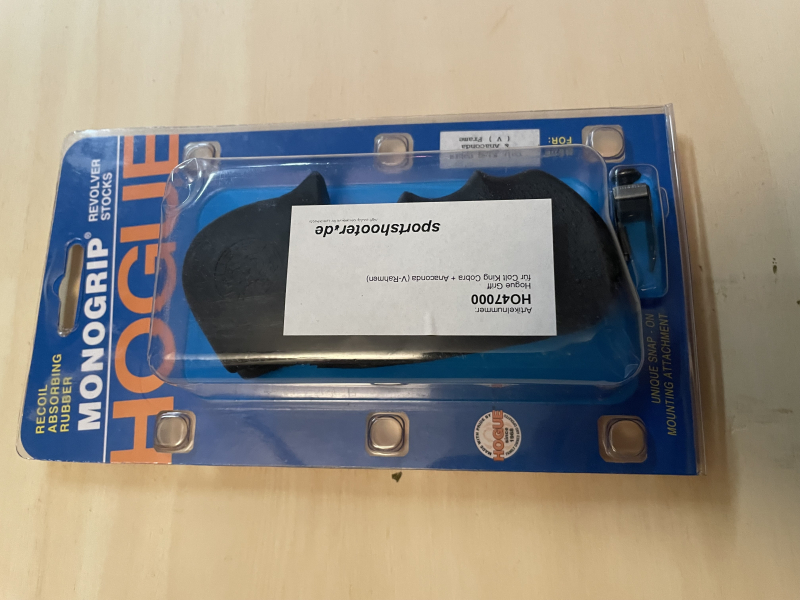 RECOIL
ABSORBING
RUBBER
MONOGRIP®
REVOLVER
STOCKS
HOGUE
FOR:
& Anaconda
( V ) Frame
sportshooter.de
Artikelnummer:
HO47000
Hogue Griff
für Colt King Cobra + Anaconda (V-Rahmen)
HOGUE
UNIQUE SNAP - ON
MOUNTING ATTACHMENT